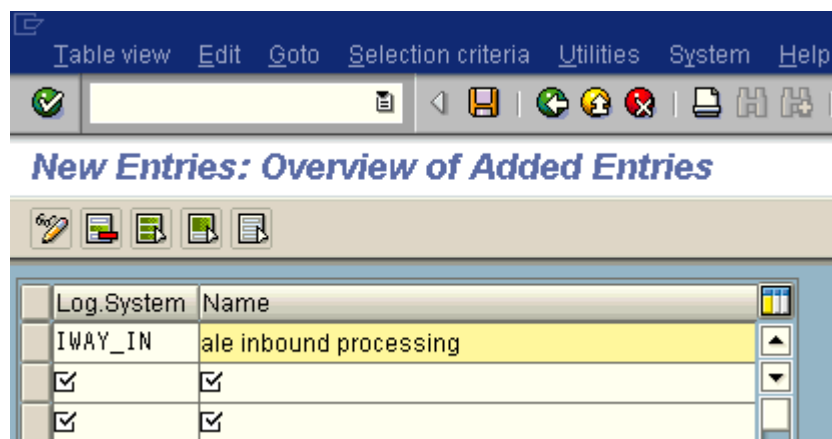 Table view Edit Goto Selection criteria Utilities System Help
New Entries: Overview of Added Entries
Log.System Name
IWAY_IN ale inbound processing